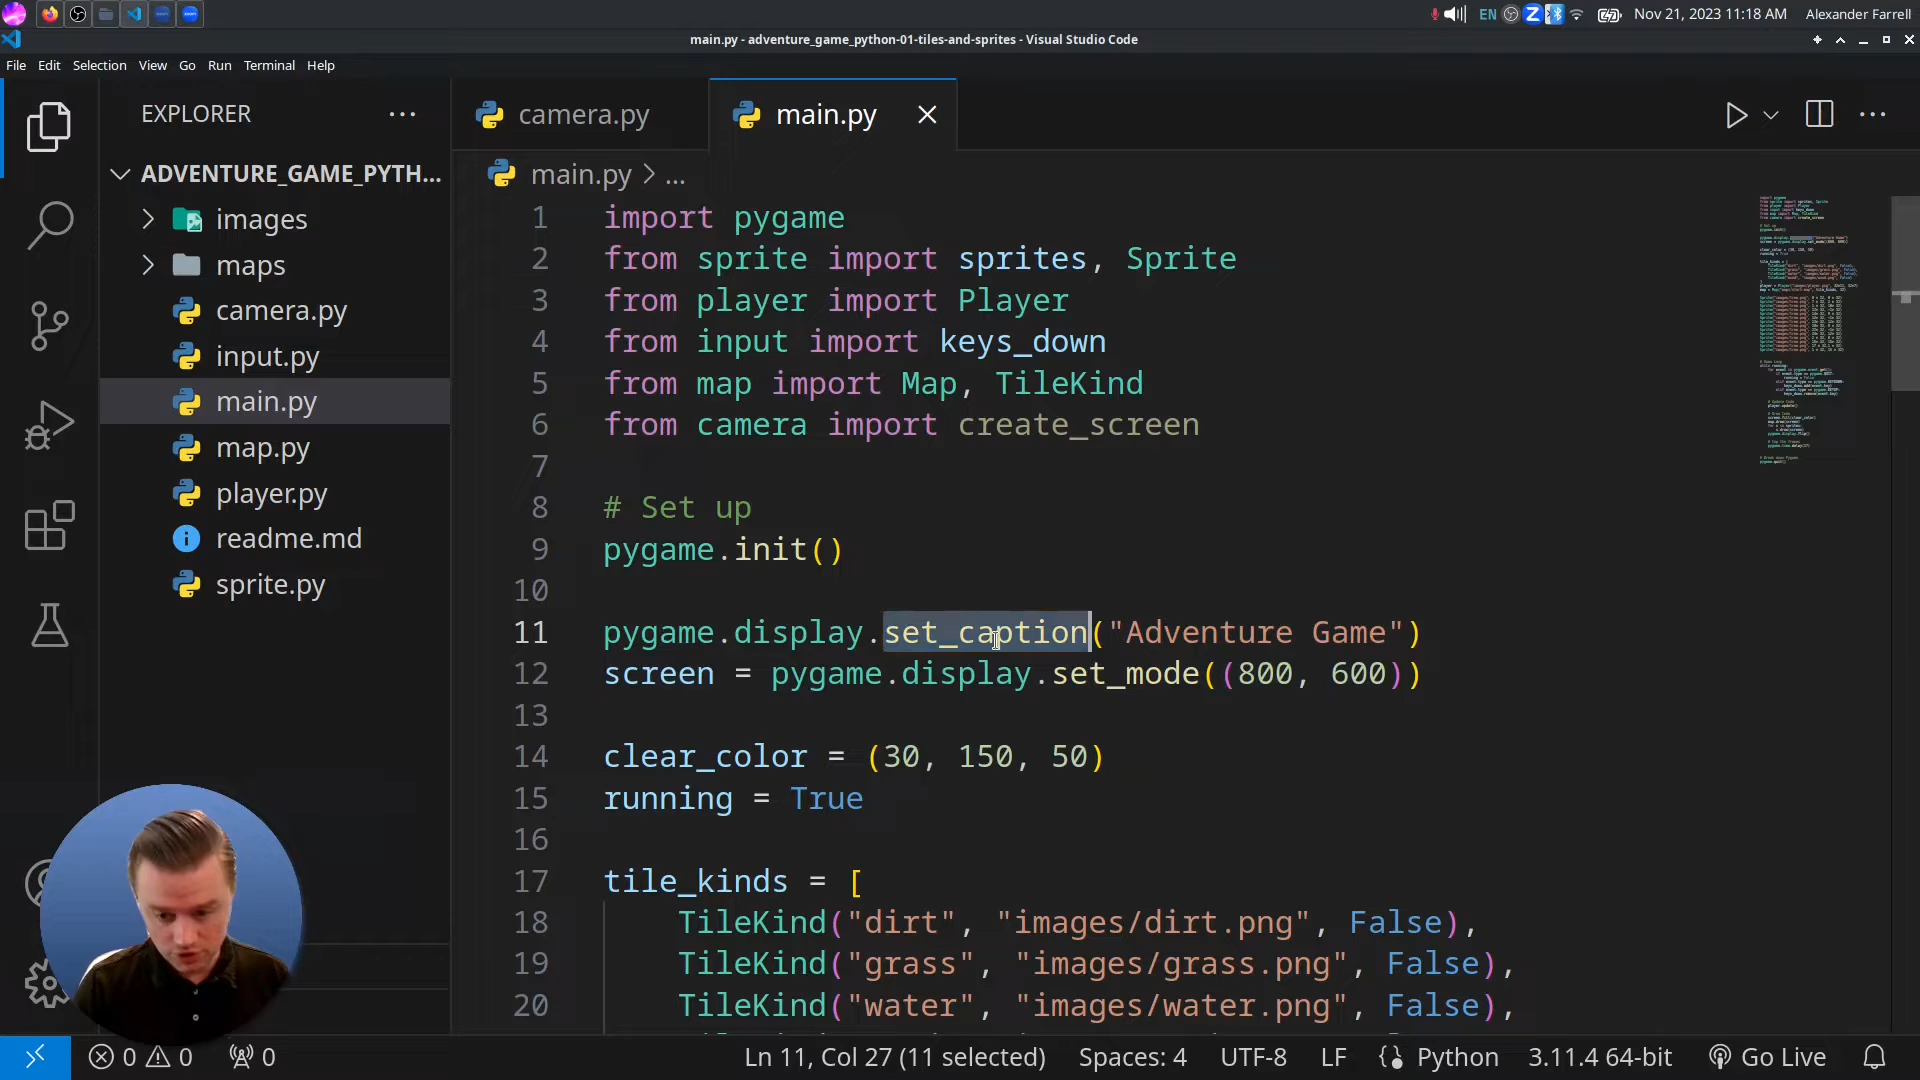 Nov 21, 2023 11:18 AM
Alexander Farrell
EN
main.py - adventure_game_python-01-tiles-and-sprites - Visual Studio Code
File Edit Selection View Go Run Terminal Help
EXPLORER
ADVENTURE_GAME_PYTH...
images
maps
camera.py
input.py
main.py
map.py
player.py
readme.md
sprite.py
camera.py
main.py
main.py > ...
1 import pygame
2 from sprite import sprites, Sprite
3 from player import Player
4 from input import keys_down
5 from map import Map, TileKind
6 from camera import create_screen
7
8 # Set up
9 pygame.init()
10
11 pygame.display.set_caption("Adventure Game")
12 screen = pygame.display.set_mode((800, 600))
13
14 clear_color = (30, 150, 50)
15 running = True
16
17 tile_kinds = [
18 TileKind("dirt", "images/dirt.png", False),
19 TileKind("grass", "images/grass.png", False),
20 TileKind("water", "images/water.png", False),
0 0 0
Ln 11, Col 27 (11 selected) Spaces: 4 UTF-8 LF Python 3.11.4 64-bit Go Live